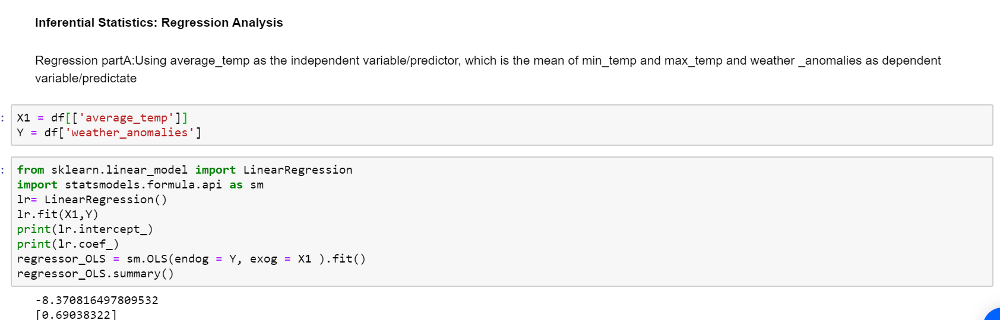 Inferential Statistics: Regression Analysis
Regression partA:Using average_temp as the independent variable/predictor, which is the mean of min_temp and max_temp and weather _anomalies as dependent
variable/predictate
:
X1 = df[['average_temp']]
Y = df['weather_anomalies']
:
from sklearn.linear_model import LinearRegression
import statsmodels.formula.api as sm
lr= LinearRegression()
lr.fit(X1,Y)
print(lr.intercept_)
print(lr.coef_)
regressor_OLS = sm.OLS(endog = Y, exog = X1 ).fit()
regressor_OLS.summary()
-8.370816497809532
[0.69038322]